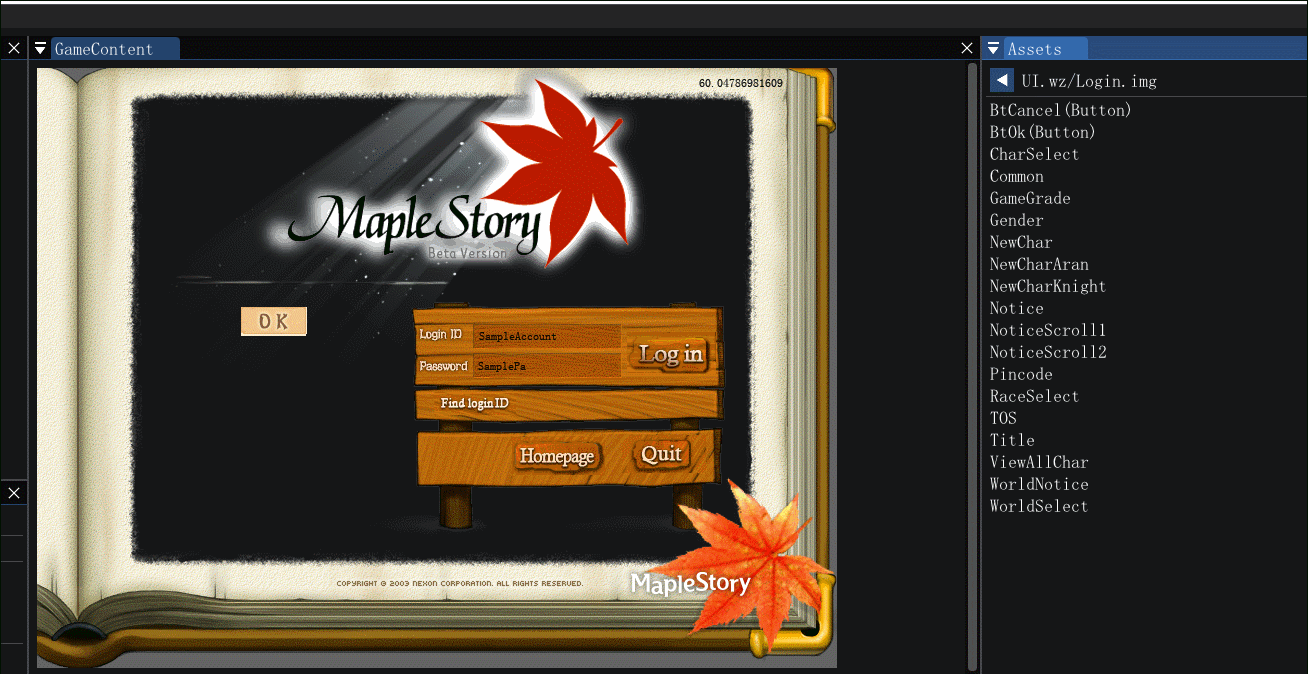 GameContent
60. 04786981609
MapleStory
Beta Version
OK
Login ID
SampleAccount
Log in
Password
SamplePa
Find login ID
Homepage
Quit
COPYRIGHT © 2003 NEXON CORPORATION. ALL RIGHTS RESERVED.
MapleStory
Assets
UI.wz/Login.img
BtCancel(Button)
BtOk(Button)
CharSelect
Common
GameGrade
Gender
NewChar
NewCharAran
NewCharKnight
Notice
NoticeScroll1
NoticeScroll2
Pincode
RaceSelect
TOS
Title
ViewAllChar
WorldNotice
WorldSelect